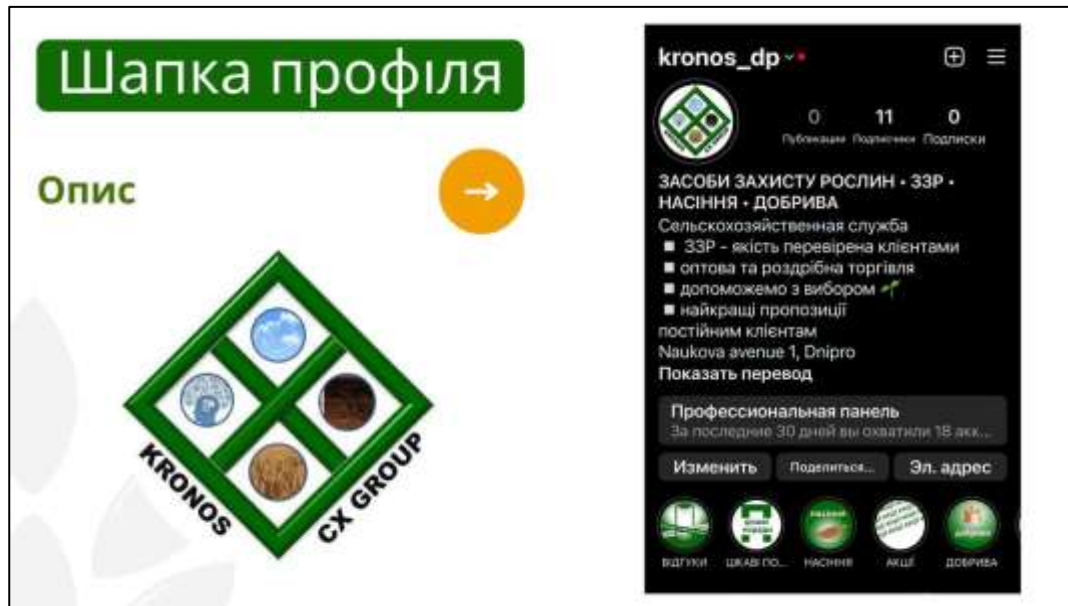 Шапка профіля
Опис
KRONOS
CX GROUP
kronos_dp
0 11 0
Публикации Подписчики Подписки
ЗАСОБИ ЗАХИСТУ РОСЛИН • ЗЗР •
НАСІННЯ • ДОБРИВА
Сельскохозяйственная служба
ЗЗР – якість перевірена клієнтами
оптова та роздрібна торгівля
допоможемо з вибором
найкращі пропозиції
постійним клієнтам
Naukova avenue 1, Dnipro
Показать перевод
Профессиональная панель
За последние 30 дней вы охватили 18 акк...
Изменить
Поделиться...
Эл. адрес
ВІДГУКИ
ЦІКАВІ ПО...
НАСІННЯ
АКЦІЇ
ДОБРИВА